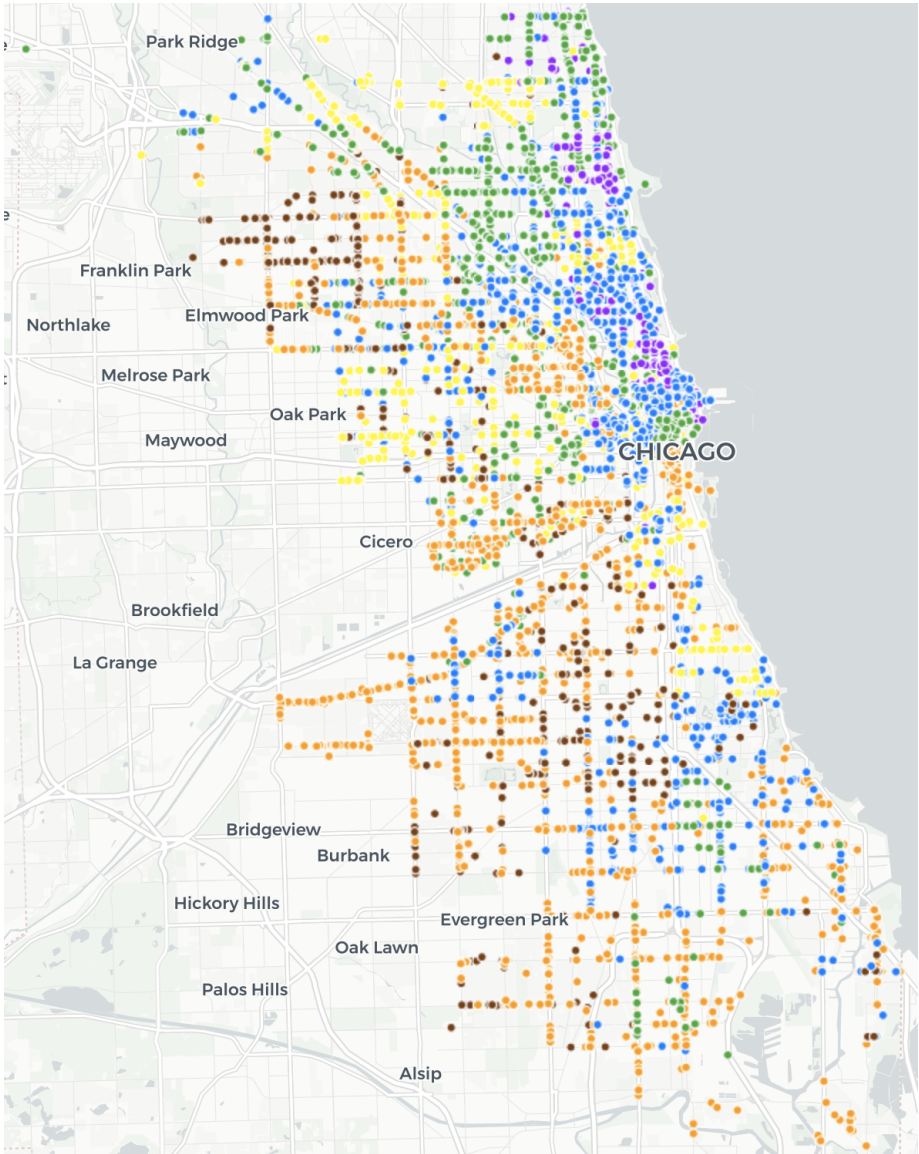 Park Ridge
Franklin Park
Elmwood Park
Northlake
Melrose Park
Oak Park
Maywood
CHICAGO
Cicero
Brookfield
La Grange
Bridgeview
Burbank
Hickory Hills
Evergreen Park
Oak Lawn
Palos Hills
Alsip